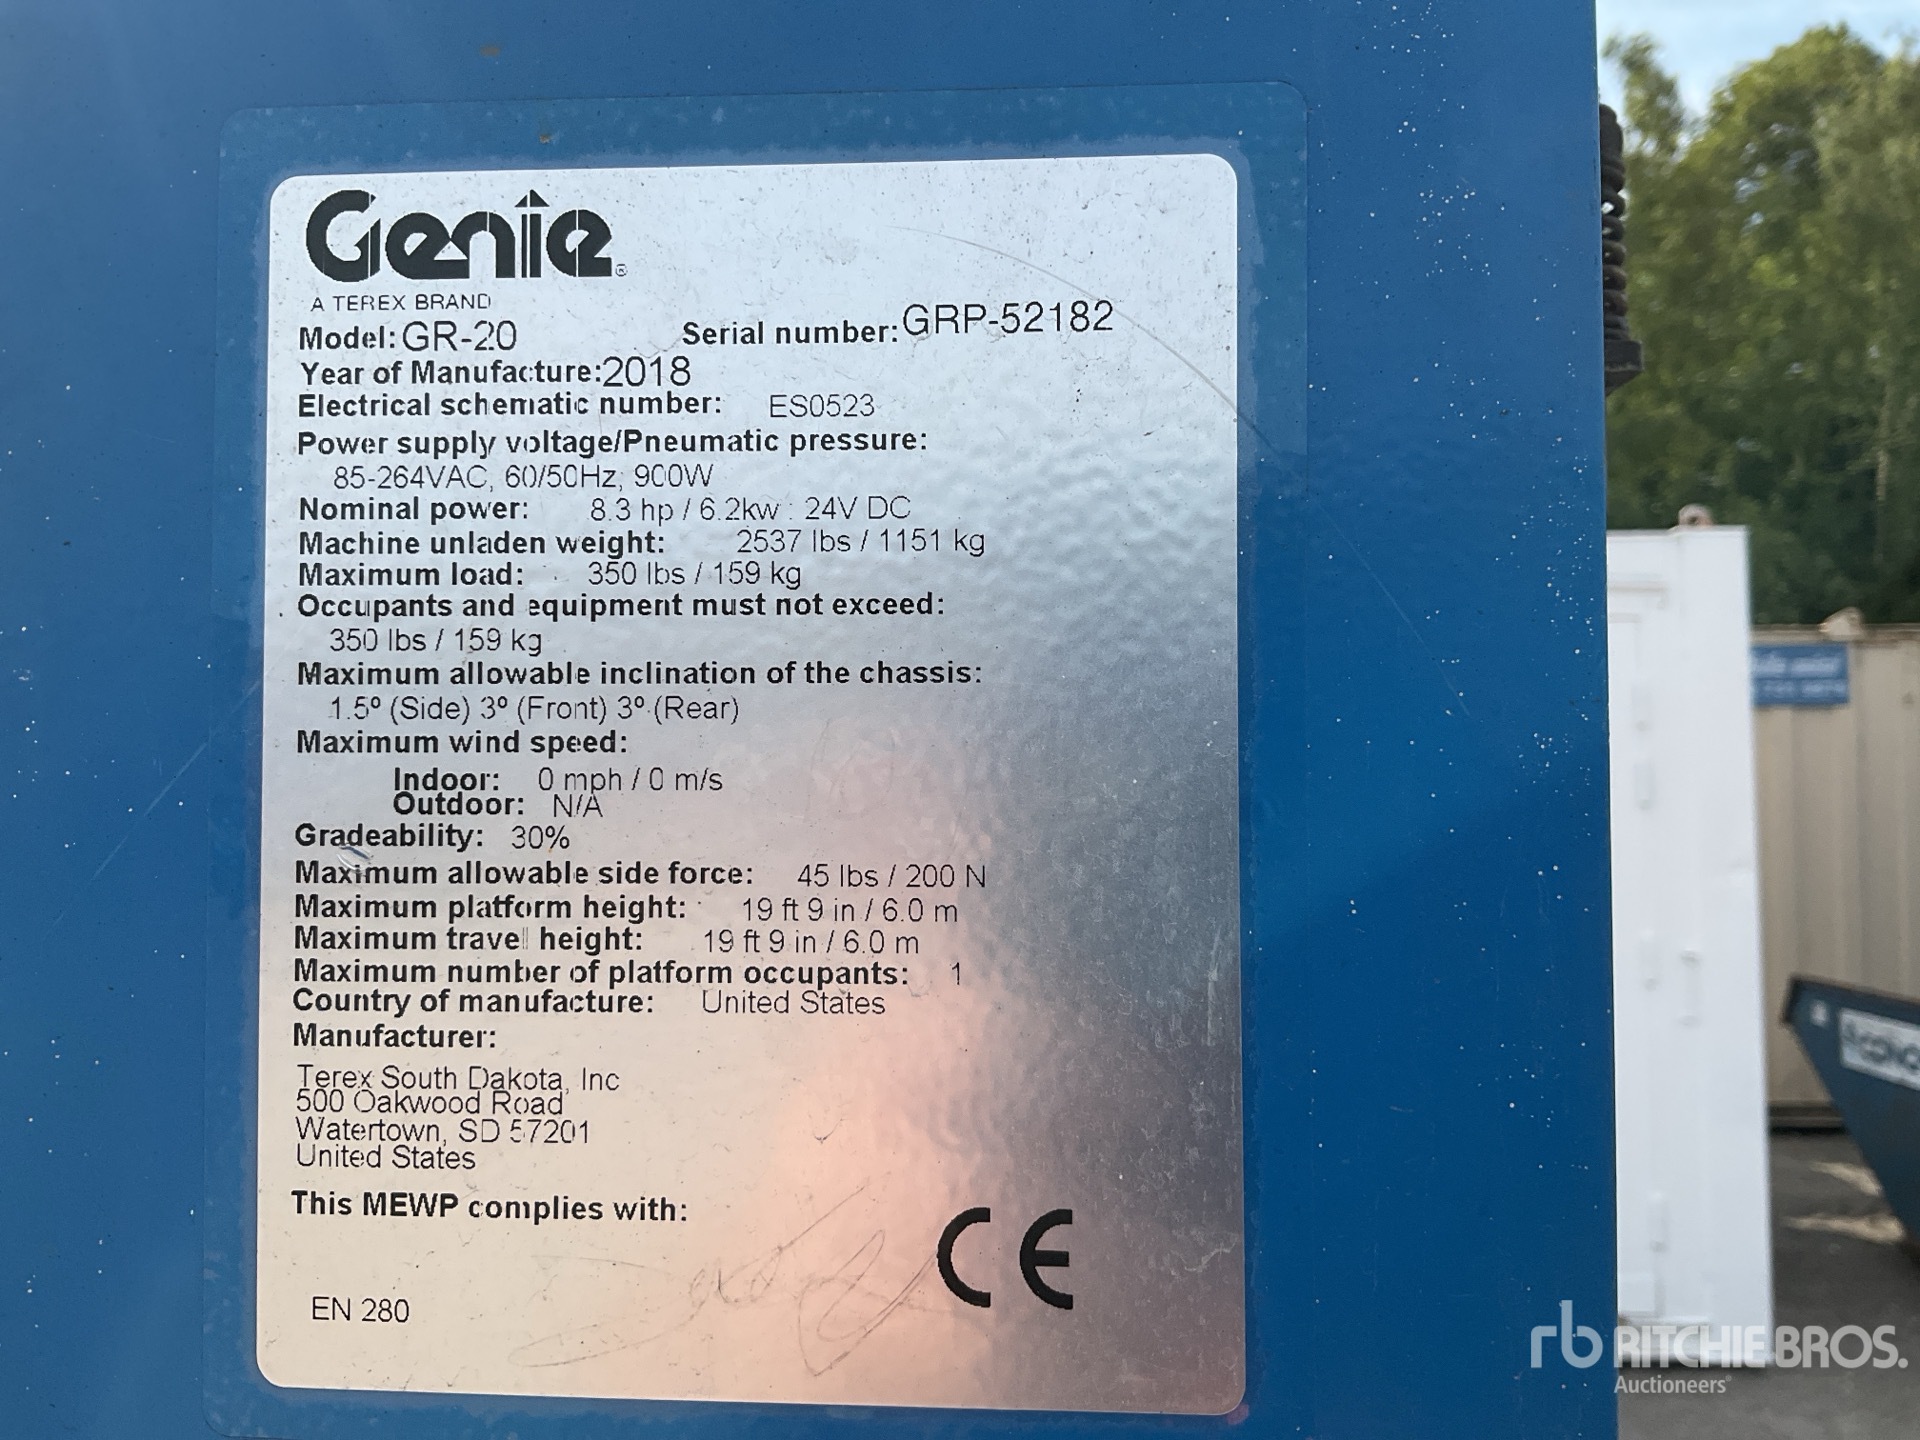 Genie®
A TEREX BRAND
Model: GR-20 Serial number: GRP-52182
Year of Manufacture: 2018
Electrical schematic number: ES0523
Power supply voltage/Pneumatic pressure:
85-264VAC, 60/50Hz, 900W
Nominal power: 8.3 hp / 6.2kw : 24V DC
Machine unladen weight: 2537 lbs / 1151 kg
Maximum load: 350 lbs / 159 kg
Occupants and equipment must not exceed:
350 lbs / 159 kg
Maximum allowable inclination of the chassis:
1.5º (Side) 3º (Front) 3º (Rear)
Maximum wind speed:
Indoor: 0 mph / 0 m/s
Outdoor: N/A
Gradeability: 30%
Maximum allowable side force: 45 lbs / 200 N
Maximum platform height: 19 ft 9 in / 6.0 m
Maximum travel height: 19 ft 9 in / 6.0 m
Maximum number of platform occupants: 1
Country of manufacture: United States
Manufacturer:
Terex South Dakota, Inc
500 Oakwood Road
Watertown, SD 57201
United States
This MEWP complies with:
CE
EN 280
rb RITCHIE BROS.
Auctioneers